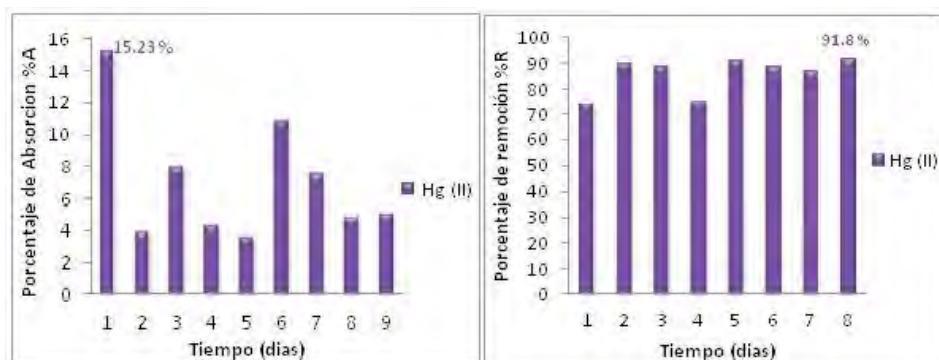 Porcentaje de Absorcion %A
16
14
12
10
8
6
4
2
0
15.23%
1 2 3 4 5 6 7 8 9
Tiempo (dias)
Hg (II)
Porcentaje de remoción %R
100
90
80
70
60
50
40
30
20
10
0
91.8%
1 2 3 4 5 6 7 8
Tiempo (dias)
Hg (II)